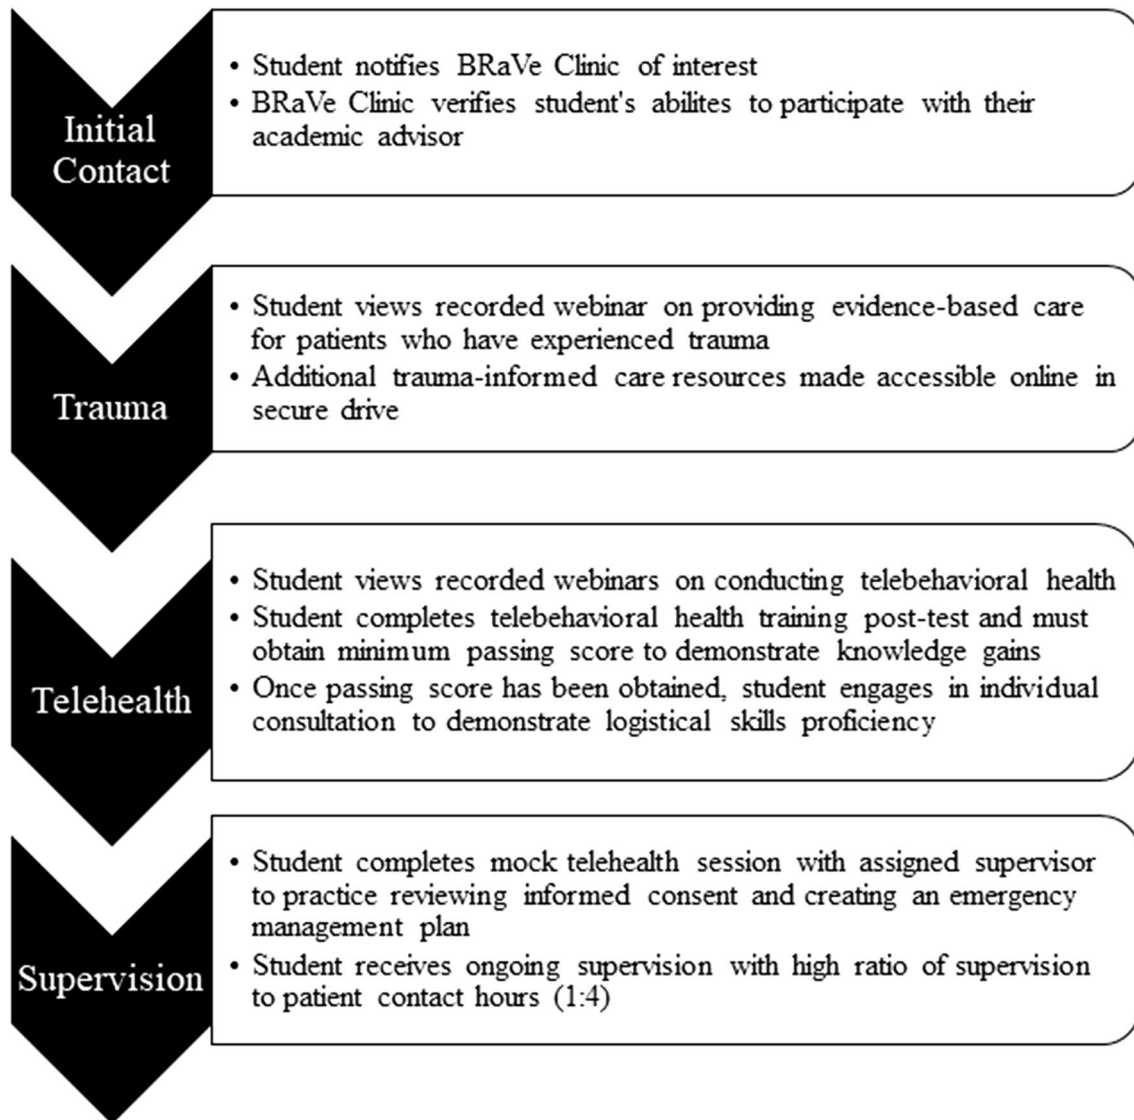 Initial
Contact
• Student notifies BRaVe Clinic of interest
• BRaVe Clinic verifies student's abilites to participate with their
academic advisor
Trauma
• Student views recorded webinar on providing evidence-based care
for patients who have experienced trauma
• Additional trauma-informed care resources made accessible online in
secure drive
Telehealth
• Student views recorded webinars on conducting telebehavioral health
• Student completes telebehavioral health training post-test and must
obtain minimum passing score to demonstrate knowledge gains
• Once passing score has been obtained, student engages in individual
consultation to demonstrate logistical skills proficiency
Supervision
• Student completes mock telehealth session with assigned supervisor
to practice reviewing informed consent and creating an emergency
management plan
• Student receives ongoing supervision with high ratio of supervision
to patient contact hours (1:4)